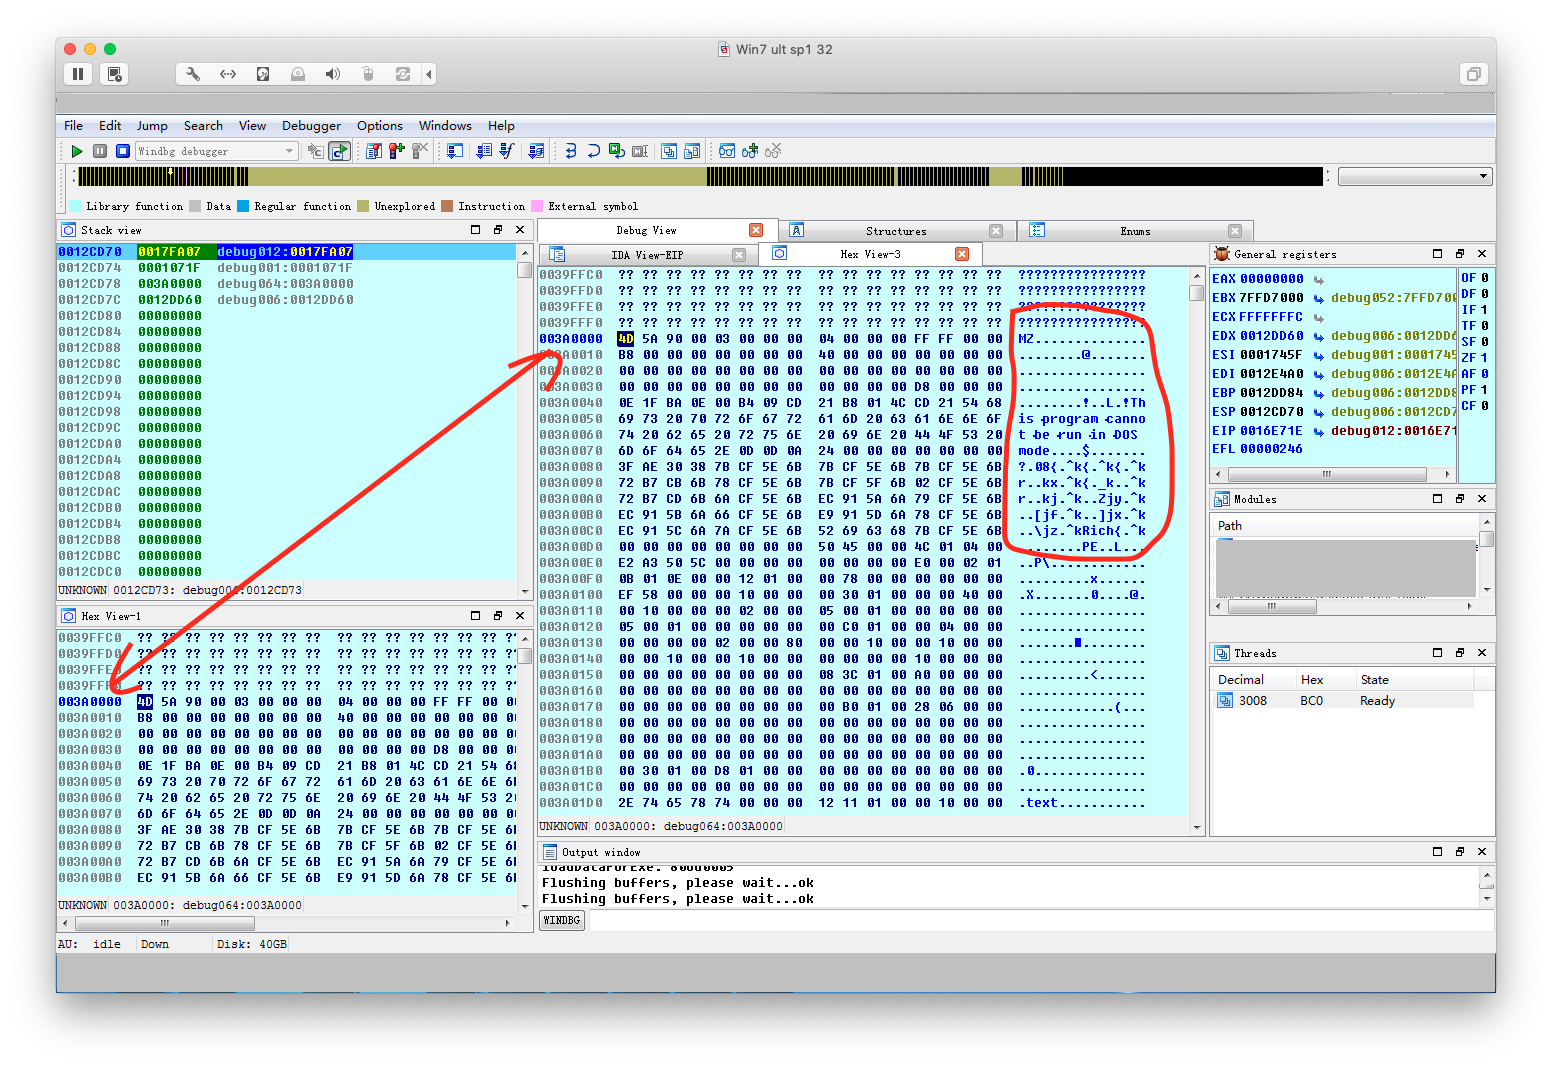 Win7 ult sp1 32
File Edit Jump Search View Debugger Options Windows Help
Windbg debugger
Library function Data Regular function Unexplored Instruction External symbol
Stack view
0012CD70 0017FA07 debug012:0017FA07
0012CD74 0001071F debug001:0001071F
0012CD78 003A0000 debug064:003A0000
0012CD7C 0012DD60 debug006:0012DD60
0012CD80 00000000
0012CD84 00000000
0012CD88 00000000
0012CD8C 00000000
0012CD90 00000000
0012CD94 00000000
0012CD98 00000000
0012CD9C 00000000
0012CDA0 00000000
0012CDA4 00000000
0012CDA8 00000000
0012CDAC 00000000
0012CDB0 00000000
0012CDB4 00000000
0012CDB8 00000000
0012CDBC 00000000
0012CDC0 00000000
UNKNOWN 0012CD73: debug006:0012CD73
Hex View-1
0039FFC0 ?? ?? ?? ?? ?? ?? ?? ?? ?? ?? ?? ?? ?? ?? ??
0039FFD0 ?? ?? ?? ?? ?? ?? ?? ?? ?? ?? ?? ?? ?? ?? ??
0039FFE0 ?? ?? ?? ?? ?? ?? ?? ?? ?? ?? ?? ?? ?? ?? ??
0039FFF0 ?? ?? ?? ?? ?? ?? ?? ?? ?? ?? ?? ?? ?? ?? ??
003A0000 4D 5A 90 00 03 00 00 00 04 00 00 00 FF FF 00 00
003A0010 B8 00 00 00 00 00 00 00 40 00 00 00 00 00 00 00
003A0020 00 00 00 00 00 00 00 00 00 00 00 00 00 00 00 00
003A0030 00 00 00 00 00 00 00 00 00 00 00 00 D8 00 00 00
003A0040 0E 1F BA 0E 00 B4 09 CD 21 B8 01 4C CD 21 54 68
003A0050 69 73 20 70 72 6F 67 72 61 6D 20 63 61 6E 6E 6F
003A0060 74 20 62 65 20 72 75 6E 20 69 6E 20 44 4F 53 20
003A0070 6D 6F 64 65 2E 0D 0D 0A 24 00 00 00 00 00 00 00
003A0080 3F AE 30 38 7B CF 5E 6B 7B CF 5E 6B 7B CF 5E 6B
003A0090 72 B7 CB 6B 78 CF 5E 6B 7B CF 5F 6B 02 CF 5E 6B
003A00A0 72 B7 CD 6B 6A CF 5E 6B EC 91 5A 6A 79 CF 5E 6B
003A00B0 EC 91 5B 6A 66 CF 5E 6B E9 91 5D 6A 78 CF 5E 6B
UNKNOWN 003A0000: debug064:003A0000
AU: idle Down Disk: 40GB
Debug View Structures Enums
IDA View-EIP Hex View-3
0039FFC0 ?? ?? ?? ?? ?? ?? ?? ?? ?? ?? ?? ?? ?? ?? ?? ?? ????????????????
0039FFD0 ?? ?? ?? ?? ?? ?? ?? ?? ?? ?? ?? ?? ?? ?? ?? ?? ????????????????
0039FFE0 ?? ?? ?? ?? ?? ?? ?? ?? ?? ?? ?? ?? ?? ?? ?? ?? ????????????????
0039FFF0 ?? ?? ?? ?? ?? ?? ?? ?? ?? ?? ?? ?? ?? ?? ?? ?? ????????????????
003A0000 4D 5A 90 00 03 00 00 00 04 00 00 00 FF FF 00 00 MZ..............
003A0010 B8 00 00 00 00 00 00 00 40 00 00 00 00 00 00 00 ........@.......
003A0020 00 00 00 00 00 00 00 00 00 00 00 00 00 00 00 00 ................
003A0030 00 00 00 00 00 00 00 00 00 00 00 00 D8 00 00 00 ................
003A0040 0E 1F BA 0E 00 B4 09 CD 21 B8 01 4C CD 21 54 68 ........!..L.!Th
003A0050 69 73 20 70 72 6F 67 72 61 6D 20 63 61 6E 6E 6F is program canno
003A0060 74 20 62 65 20 72 75 6E 20 69 6E 20 44 4F 53 20 t be run in DOS
003A0070 6D 6F 64 65 2E 0D 0D 0A 24 00 00 00 00 00 00 00 mode....$.......
003A0080 3F AE 30 38 7B CF 5E 6B 7B CF 5E 6B 7B CF 5E 6B ?.08{.^k{.^k{.^k
003A0090 72 B7 CB 6B 78 CF 5E 6B 7B CF 5F 6B 02 CF 5E 6B r..kx.^k{._k..^k
003A00A0 72 B7 CD 6B 6A CF 5E 6B EC 91 5A 6A 79 CF 5E 6B r..kj.^k..Zjy.^k
003A00B0 EC 91 5B 6A 66 CF 5E 6B E9 91 5D 6A 78 CF 5E 6B ..[jf.^k..]jx.^k
003A00C0 EC 91 5C 6A 7A CF 5E 6B 52 69 63 68 7B CF 5E 6B ..\jz.^kRich{.^k
003A00D0 00 00 00 00 00 00 00 00 50 45 00 00 4C 01 04 00 ........PE..L...
003A00E0 E2 A3 50 5C 00 00 00 00 00 00 00 00 E0 00 02 01 ..P\............
003A00F0 0B 01 0E 00 00 12 01 00 00 78 00 00 00 00 00 00 .........x......
003A0100 EF 58 00 00 00 10 00 00 00 30 01 00 00 00 40 00 .X.......0....@.
003A0110 00 10 00 00 00 02 00 00 05 00 01 00 00 00 00 00 ................
003A0120 05 00 01 00 00 00 00 00 00 C0 01 00 00 04 00 00 ................
003A0130 00 00 00 00 02 00 00 80 00 00 10 00 00 10 00 00 ................
003A0140 00 00 10 00 00 10 00 00 00 00 00 00 10 00 00 00 ................
003A0150 00 00 00 00 00 00 00 00 08 3C 01 00 A0 00 00 00 .........<......
003A0160 00 00 00 00 00 00 00 00 00 00 00 00 00 00 00 00 ................
003A0170 00 00 00 00 00 00 00 00 00 B0 01 00 28 06 00 00 ............(...
003A0180 00 00 00 00 00 00 00 00 00 00 00 00 00 00 00 00 ................
003A0190 00 00 00 00 00 00 00 00 00 00 00 00 00 00 00 00 ................
003A01A0 00 00 00 00 00 00 00 00 00 00 00 00 00 00 00 00 ................
003A01B0 00 30 01 00 D8 01 00 00 00 00 00 00 00 00 00 00 .0..............
003A01C0 00 00 00 00 00 00 00 00 00 00 00 00 00 00 00 00 ................
003A01D0 2E 74 65 78 74 00 00 00 12 11 01 00 00 10 00 00 .text...........
UNKNOWN 003A0000: debug064:003A0000
General registers
EAX 00000000
EBX 7FFD7000 debug052:7FFD700
ECX FFFFFFFC
EDX 0012DD60 debug006:0012DD6
ESI 0001745F debug001:0001745
EDI 0012E4A0 debug006:0012E4A
EBP 0012DD84 debug006:0012DD8
ESP 0012CD70 debug006:0012CD7
EIP 0016E71E debug012:0016E71
EFL 00000246
OF 0
DF 0
IF 1
TF 0
SF 0
ZF 1
AF 0
PF 1
CF 0
Modules
Path
Threads
Decimal Hex State
3008 BC0 Ready
Output window
Flushing buffers, please wait...ok
Flushing buffers, please wait...ok
WINDBG